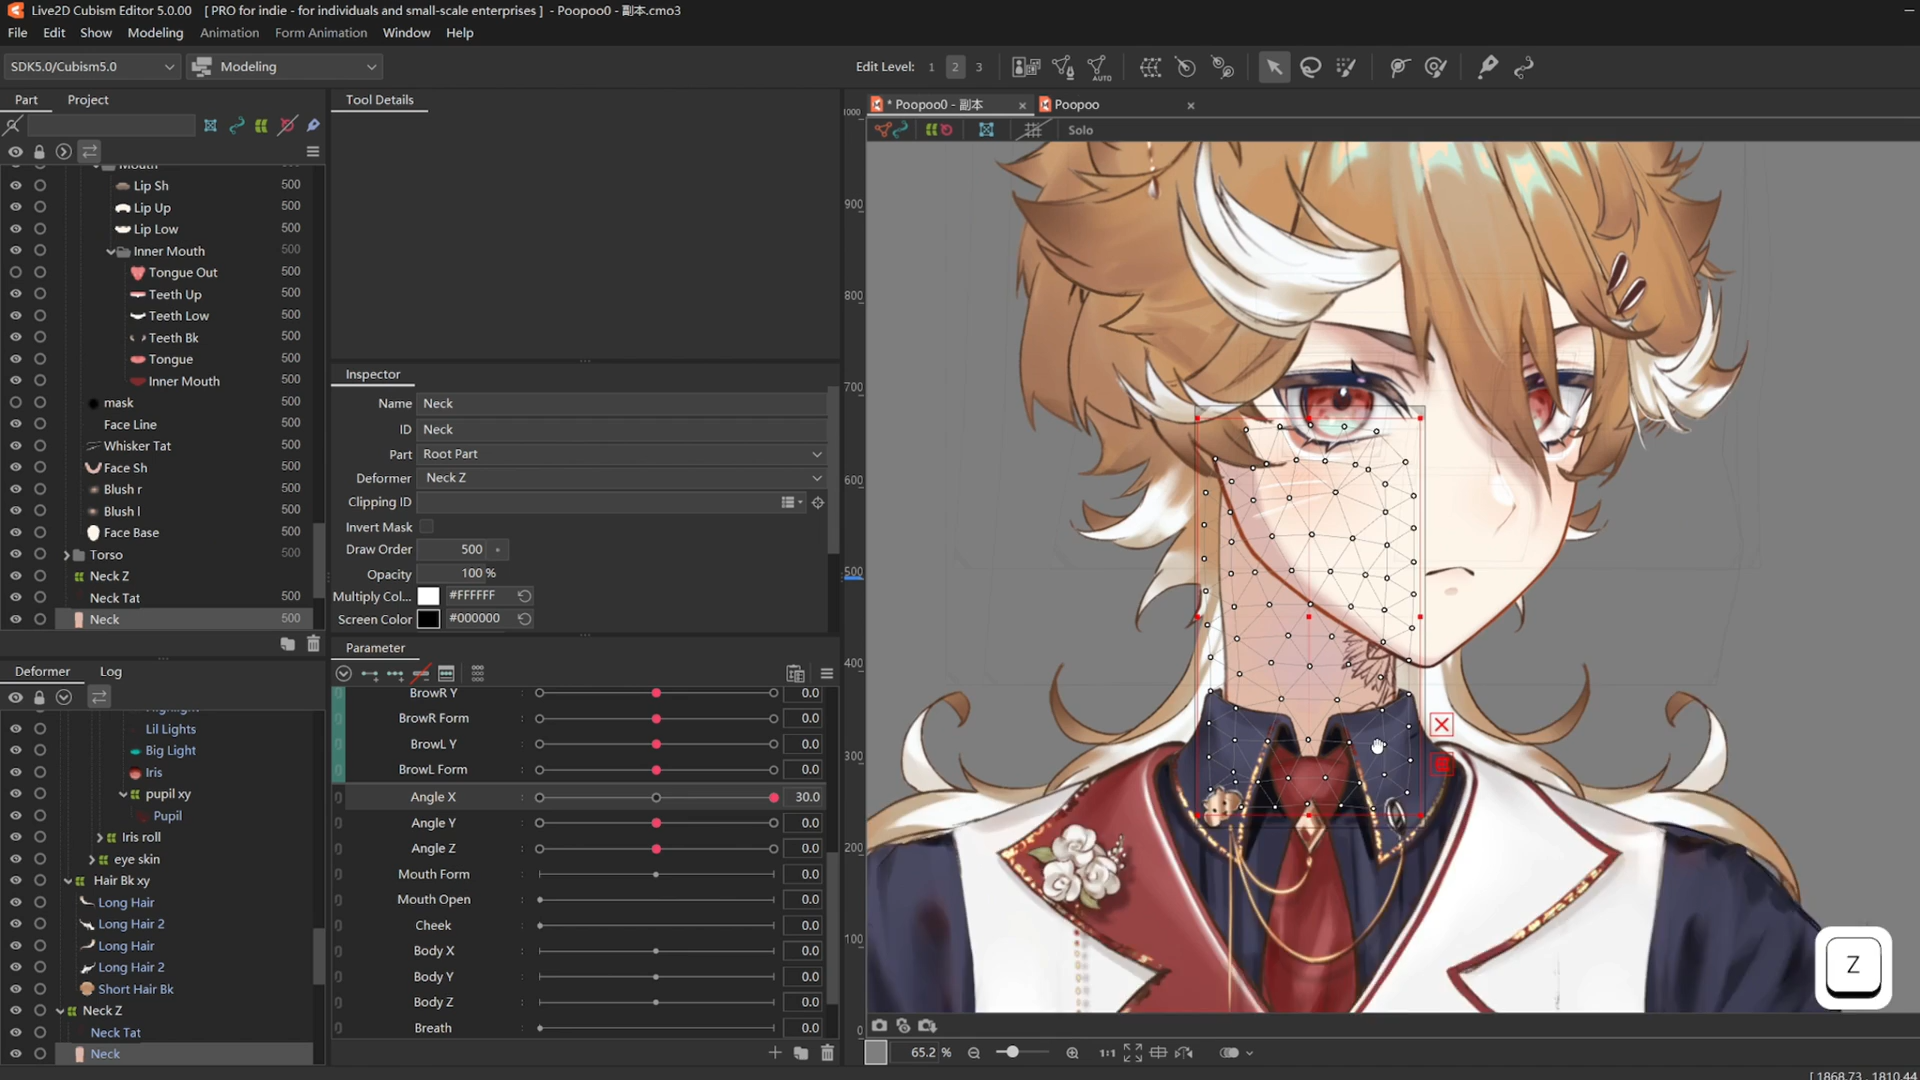 Live2D Cubism Editor 5.0.00 [ PRO for indie - for individuals and small-scale enterprises ] - Poopoo0 - 副本.cmo3
File Edit Show Modeling Animation Form Animation Window Help
SDK5.0/Cubism5.0 Modeling Edit Level: 1 2 3 AUTO
Part Project
Tool Details
* Poopoo0 - 副本 Poopoo
Solo
Mouth
Lip Sh 500
Lip Up 500
Lip Low 500
Inner Mouth 500
Tongue Out 500
Teeth Up 500
Teeth Low 500
Teeth Bk 500
Tongue 500
Inner Mouth 500
mask 500
Face Line 500
Whisker Tat 500
Face Sh 500
Blush r 500
Blush l 500
Face Base 500
Torso 500
Neck Z
Neck Tat 500
Neck 500
Inspector
Name Neck
ID Neck
Part Root Part
Deformer Neck Z
Clipping ID
Invert Mask
Draw Order 500
Opacity 100 %
Multiply Col... #FFFFFF
Screen Color #000000
Deformer Log
Lil Lights
Big Light
Iris
pupil xy
Pupil
Iris roll
eye skin
Hair Bk xy
Long Hair
Long Hair 2
Long Hair
Long Hair 2
Short Hair Bk
Neck Z
Neck Tat
Neck
Parameter
BrowR Y : 0.0
BrowR Form : 0.0
BrowL Y : 0.0
BrowL Form : 0.0
Angle X : 30.0
Angle Y : 0.0
Angle Z : 0.0
Mouth Form : 0.0
Mouth Open : 0.0
Cheek : 0.0
Body X : 0.0
Body Y : 0.0
Body Z : 0.0
Breath : 0.0
900
800
700
600
500
400
300
200
100
0
Z
65.2 % 1:1
[ 1868.73, 1810.44